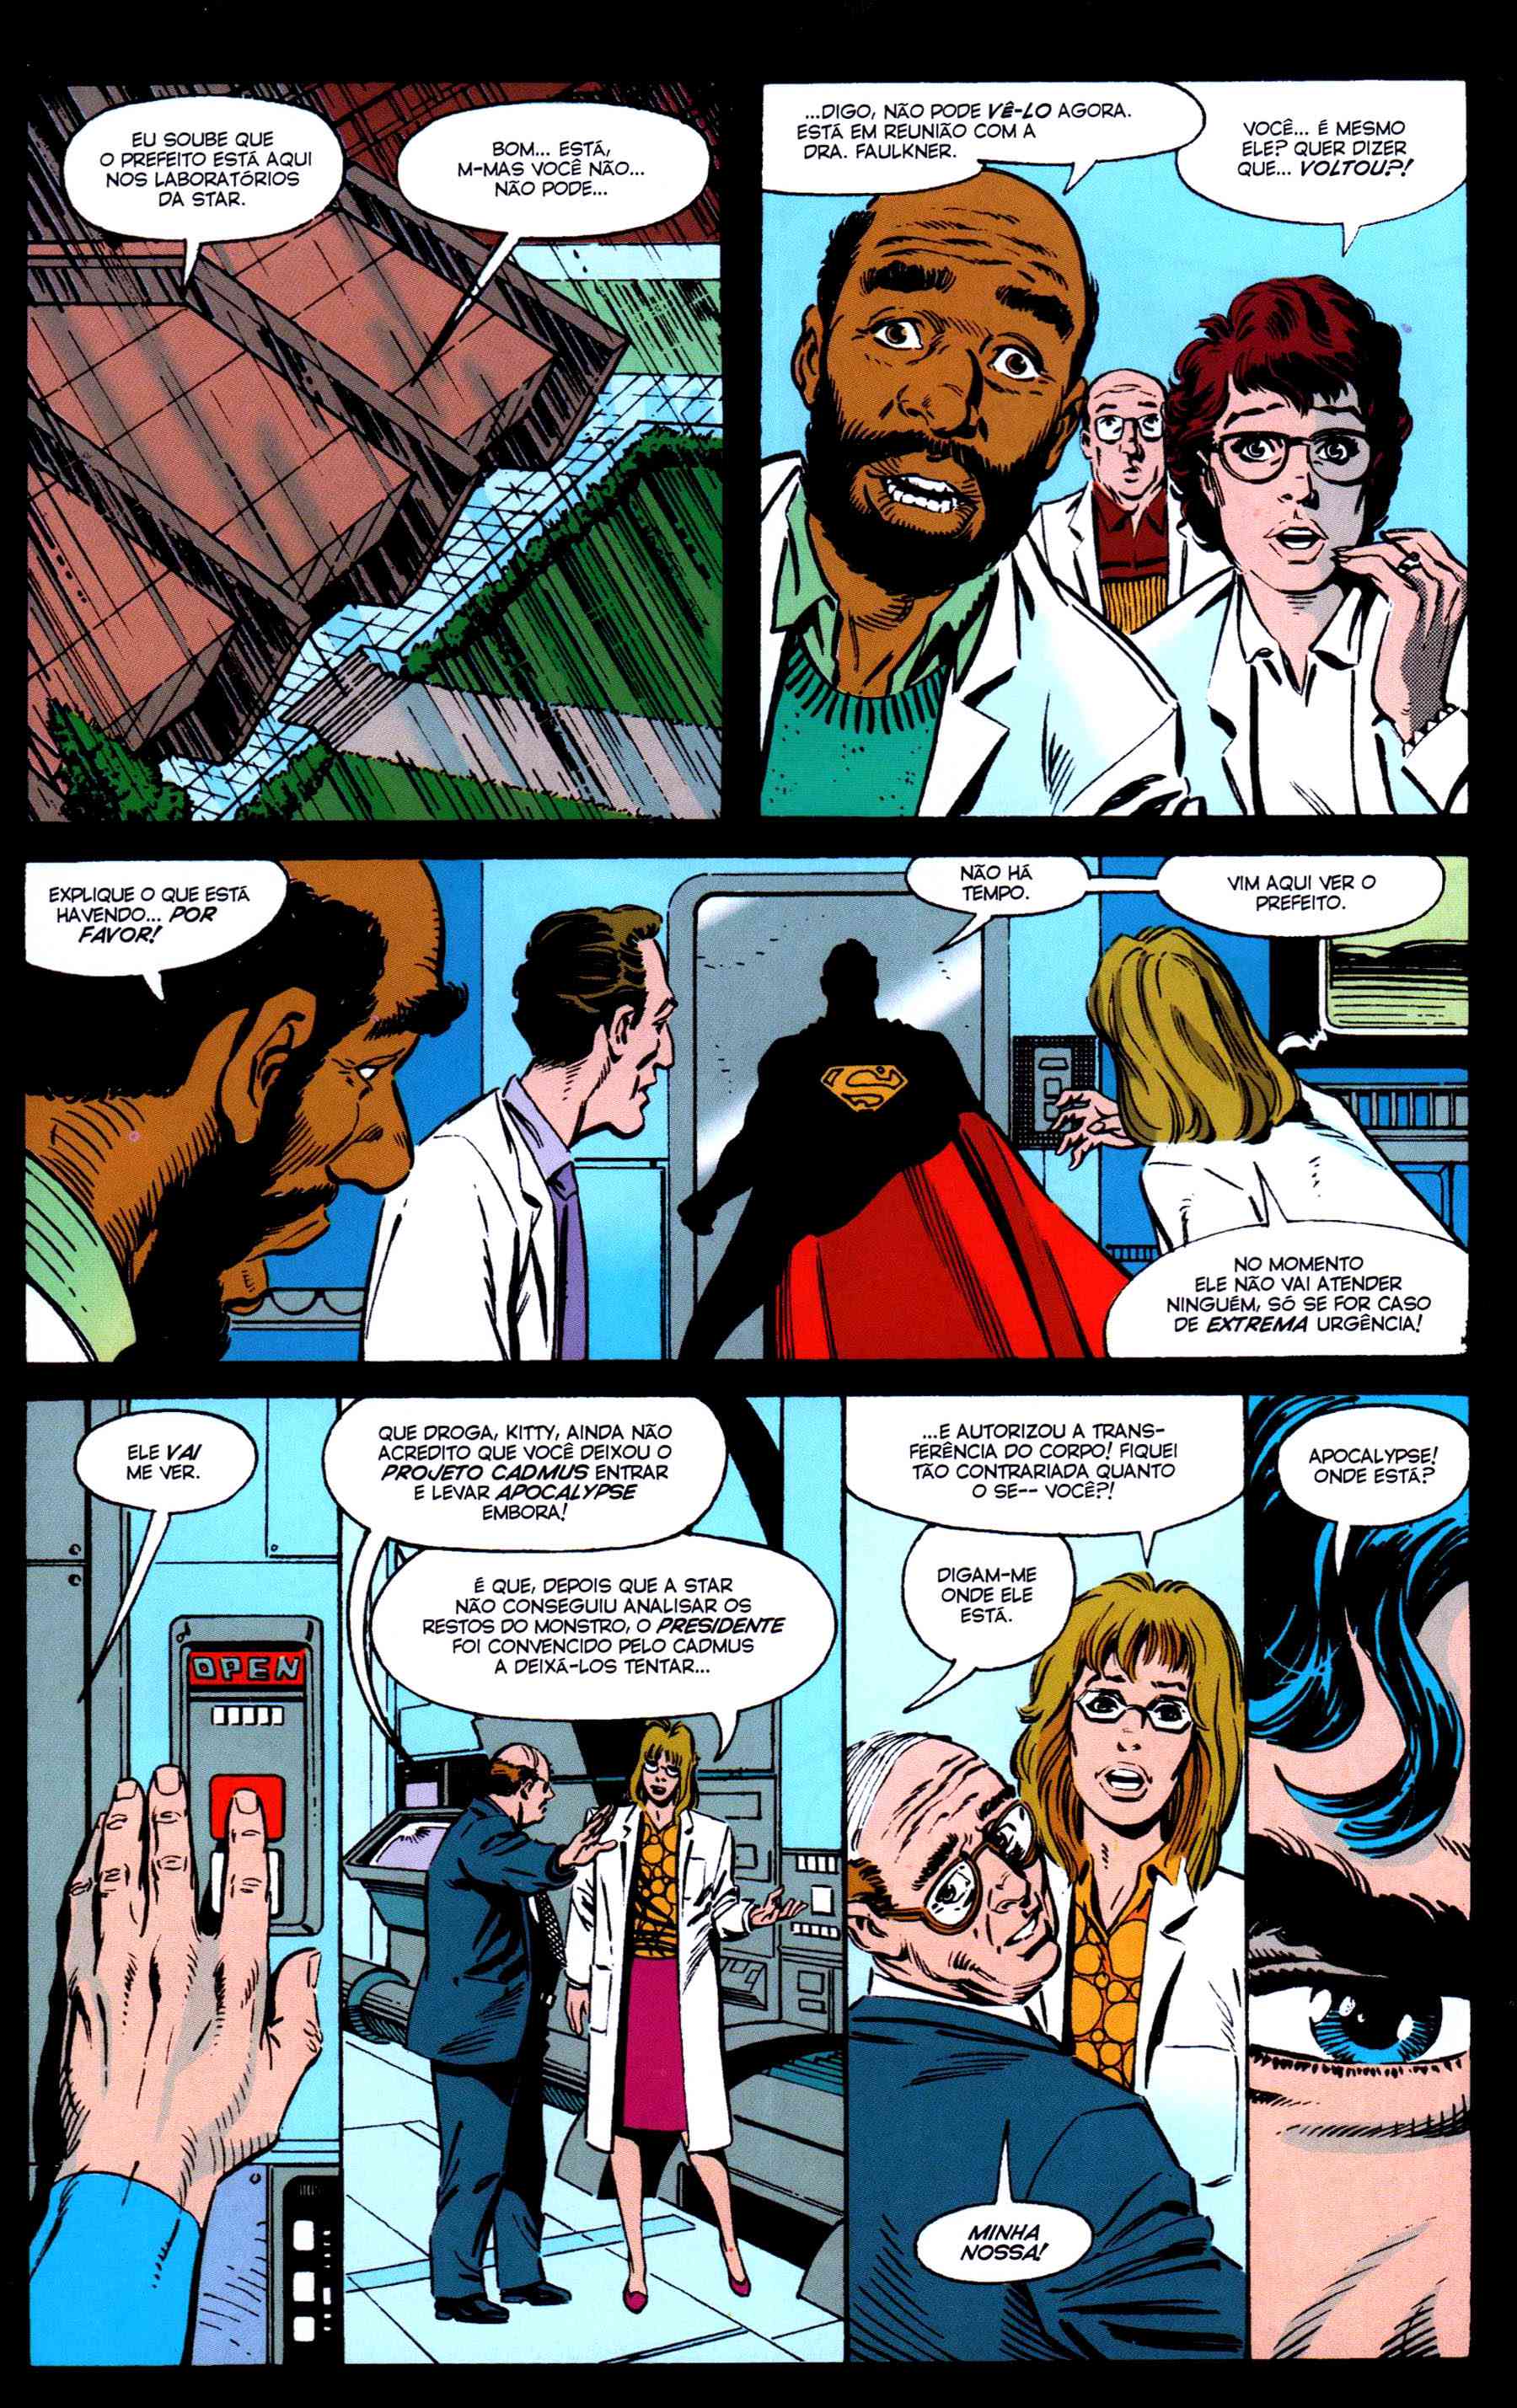 EU SOUBE QUE
O PREFEITO ESTÁ AQUI
NOS LABORATÓRIOS
DA STAR.
BOM... ESTÁ,
M-MAS VOCÊ NÃO...
NÃO PODE...
...DIGO, NÃO PODE VÊ-LO AGORA.
ESTÁ EM REUNIÃO COM A
DRA. FAULKNER.
VOCÊ... É MESMO
ELE? QUER DIZER
QUE... VOLTOU?!
EXPLIQUE O QUE ESTÁ
HAVENDO... POR
FAVOR!
NÃO HÁ
TEMPO.
VIM AQUI VER O
PREFEITO.
S
NO MOMENTO
ELE NÃO VAI ATENDER
NINGUÉM, SÓ SE FOR CASO
DE EXTREMA URGÊNCIA!
ELE VAI
ME VER.
OPEN
QUE DROGA, KITTY, AINDA NÃO
ACREDITO QUE VOCÊ DEIXOU O
PROJETO CADMUS ENTRAR
E LEVAR APOCALYPSE
EMBORA!
É QUE, DEPOIS QUE A STAR
NÃO CONSEGUIU ANALISAR OS
RESTOS DO MONSTRO, O PRESIDENTE
FOI CONVENCIDO PELO CADMUS
A DEIXÁ-LOS TENTAR...
...E AUTORIZOU A TRANS-
FERÊNCIA DO CORPO! FIQUEI
TÃO CONTRARIADA QUANTO
O SE-- VOCÊ?!
DIGAM-ME
ONDE ELE
ESTÁ.
MINHA
NOSSA!
APOCALYPSE!
ONDE ESTÁ?